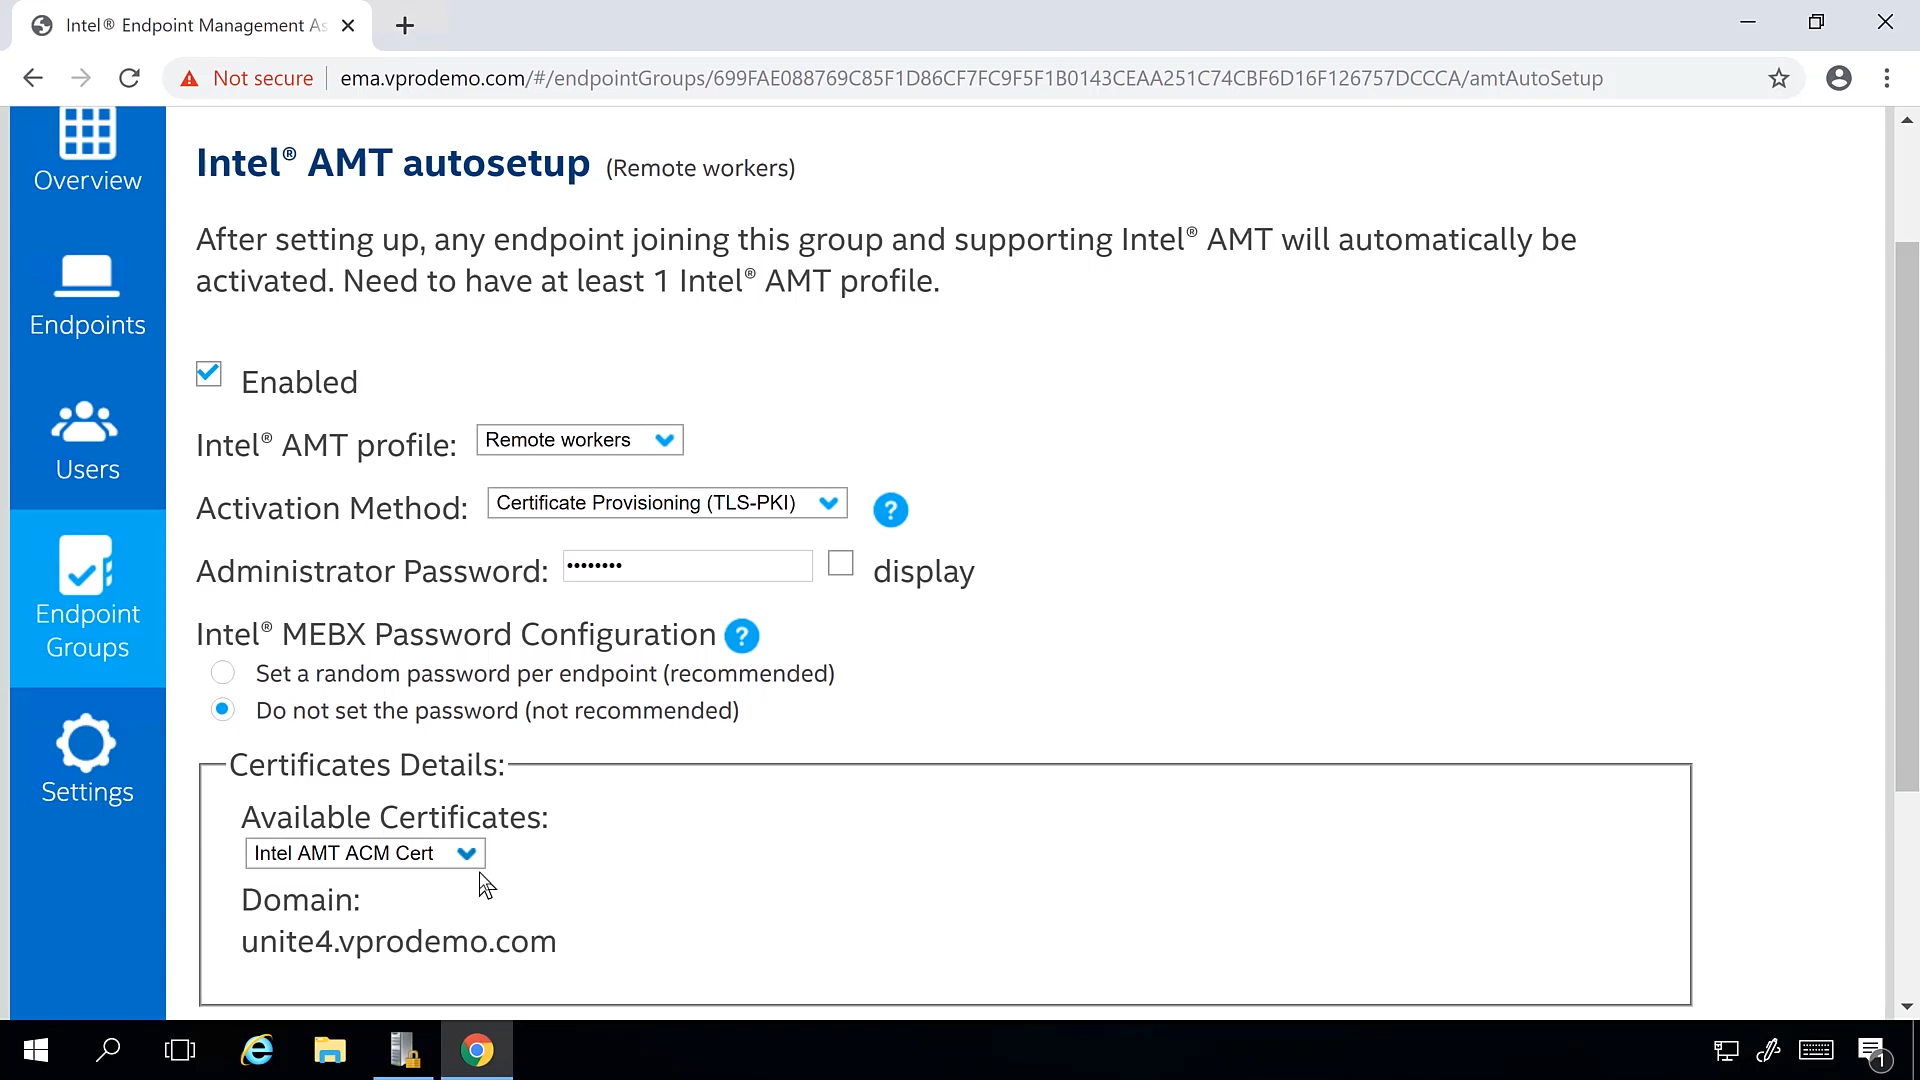 Intel® Endpoint Management As
Not secure
ema.vprodemo.com/#/endpointGroups/699FAE088769C85F1D86CF7FC9F5F1B0143CEAA251C74CBF6D16F126757DCCCA/amtAutoSetup
Overview
Endpoints
Users
Endpoint
Groups
Settings
Intel® AMT autosetup (Remote workers)
After setting up, any endpoint joining this group and supporting Intel® AMT will automatically be
activated. Need to have at least 1 Intel® AMT profile.
Enabled
Intel® AMT profile: Remote workers
Activation Method: Certificate Provisioning (TLS-PKI) ?
Administrator Password: •••••••• display
Intel® MEBX Password Configuration ?
Set a random password per endpoint (recommended)
Do not set the password (not recommended)
Certificates Details:
Available Certificates:
Intel AMT ACM Cert
Domain:
unite4.vprodemo.com
1